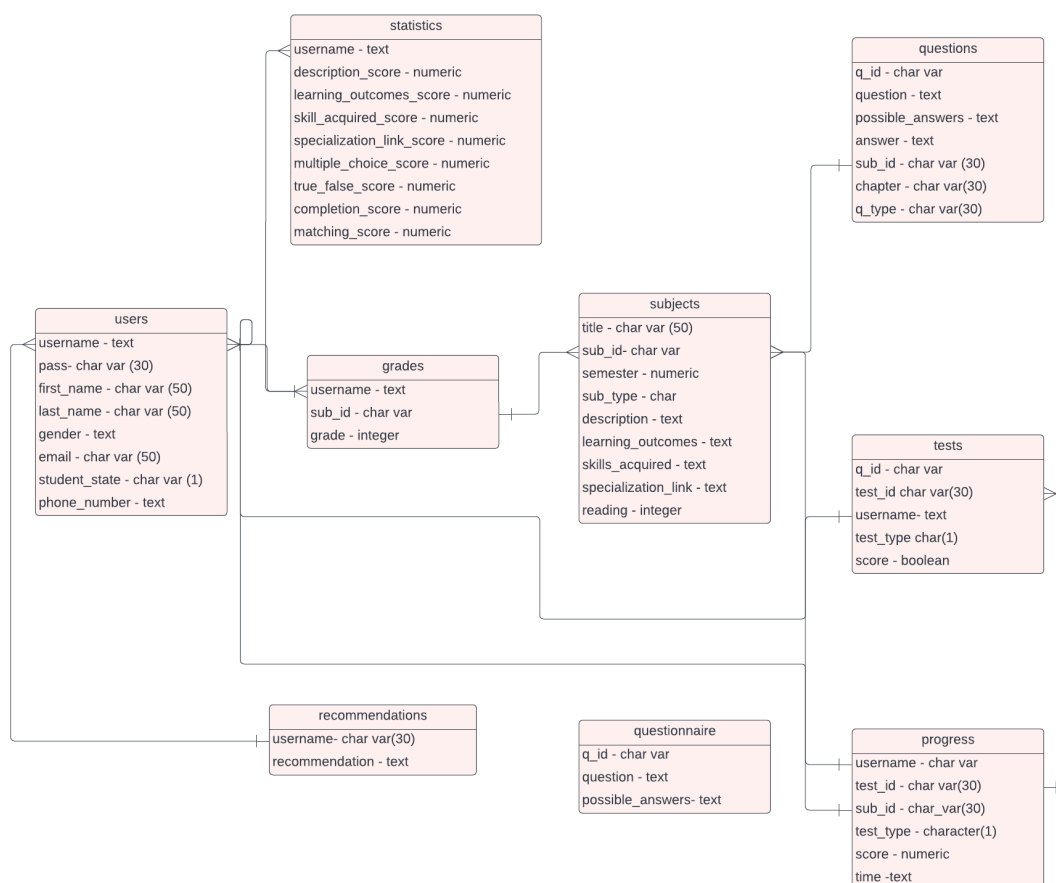 statistics
username - text
description_score - numeric
learning_outcomes_score - numeric
skill_acquired_score - numeric
specialization_link_score - numeric
multiple_choice_score - numeric
true_false_score - numeric
completion_score - numeric
matching_score - numeric
questions
q_id - char var
question - text
possible_answers - text
answer - text
sub_id - char var (30)
chapter - char var(30)
q_type - char var(30)
users
username - text
pass- char var (30)
first_name - char var (50)
last_name - char var (50)
gender - text
email - char var (50)
student_state - char var (1)
phone_number - text
grades
username - text
sub_id - char var
grade - integer
subjects
title - char var (50)
sub_id- char var
semester - numeric
sub_type - char
description - text
learning_outcomes - text
skills_acquired - text
specialization_link - text
reading - integer
tests
q_id - char var
test_id char var(30)
username- text
test_type char(1)
score - boolean
recommendations
username- char var(30)
recommendation - text
questionnaire
q_id - char var
question - text
possible_answers- text
progress
username - char var
test_id - char var(30)
sub_id - char_var(30)
test_type - character(1)
score - numeric
time -text